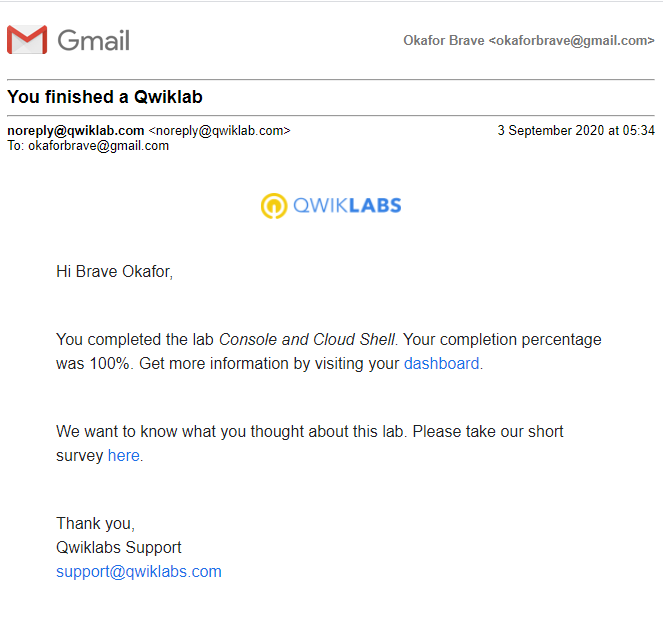 Gmail
Okafor Brave <okaforbrave@gmail.com>
You finished a Qwiklab
noreply@qwiklab.com <noreply@qwiklab.com>
3 September 2020 at 05:34
To: okaforbrave@gmail.com
QWIKLABS
Hi Brave Okafor,
You completed the lab Console and Cloud Shell. Your completion percentage
was 100%. Get more information by visiting your dashboard.
We want to know what you thought about this lab. Please take our short
survey here.
Thank you,
Qwiklabs Support
support@qwiklabs.com